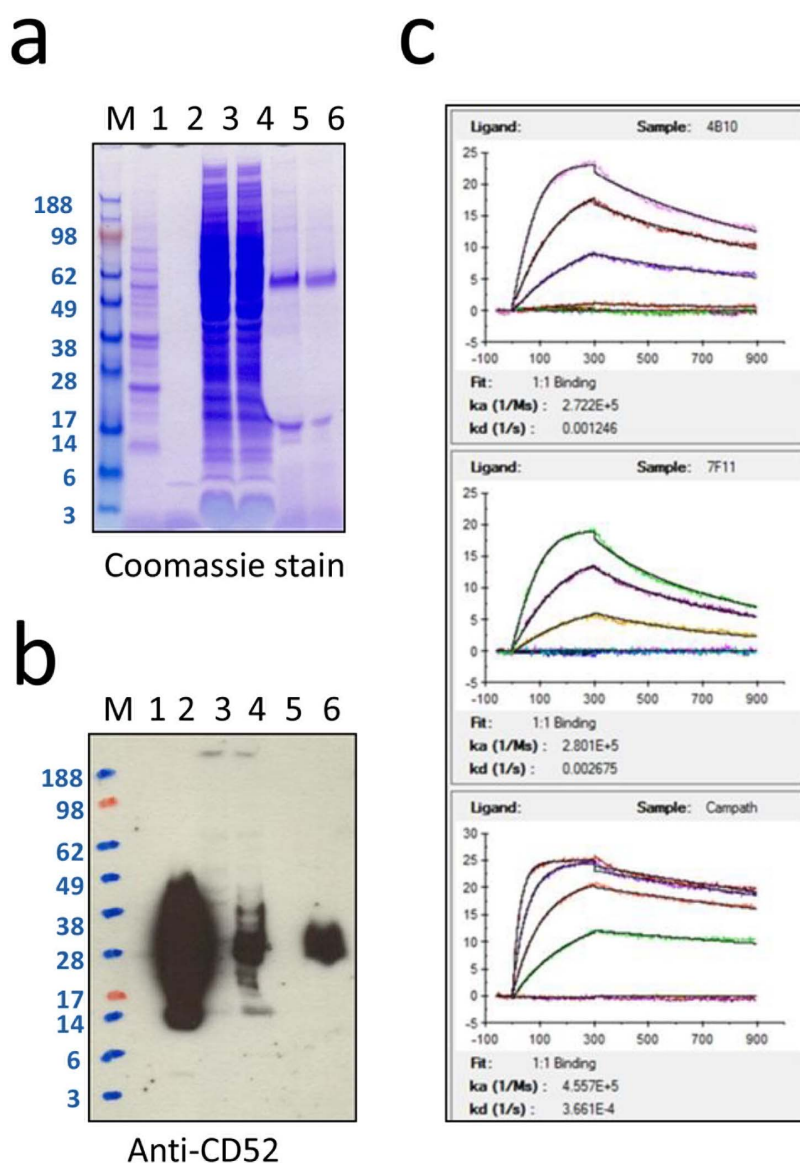 a
M 1 2 3 4 5 6
188
98
62
49
38
28
17
14
6
3
Coomassie stain
b
M 1 2 3 4 5 6
188
98
62
49
38
28
17
14
6
3
Anti-CD52
c
Ligand: Sample: 4B10
25
20
15
10
5
0
-5
-100 100 300 500 700 900
Fit: 1:1 Binding
ka (1/Ms) : 2.722E+5
kd (1/s) : 0.001246
Ligand: Sample: 7F11
25
20
15
10
5
0
-5
-100 100 300 500 700 900
Fit: 1:1 Binding
ka (1/Ms) : 2.801E+5
kd (1/s) : 0.002675
Ligand: Sample: Campath
30
25
20
15
10
5
0
-5
-100 100 300 500 700 900
Fit: 1:1 Binding
ka (1/Ms) : 4.557E+5
kd (1/s) : 3.661E-4